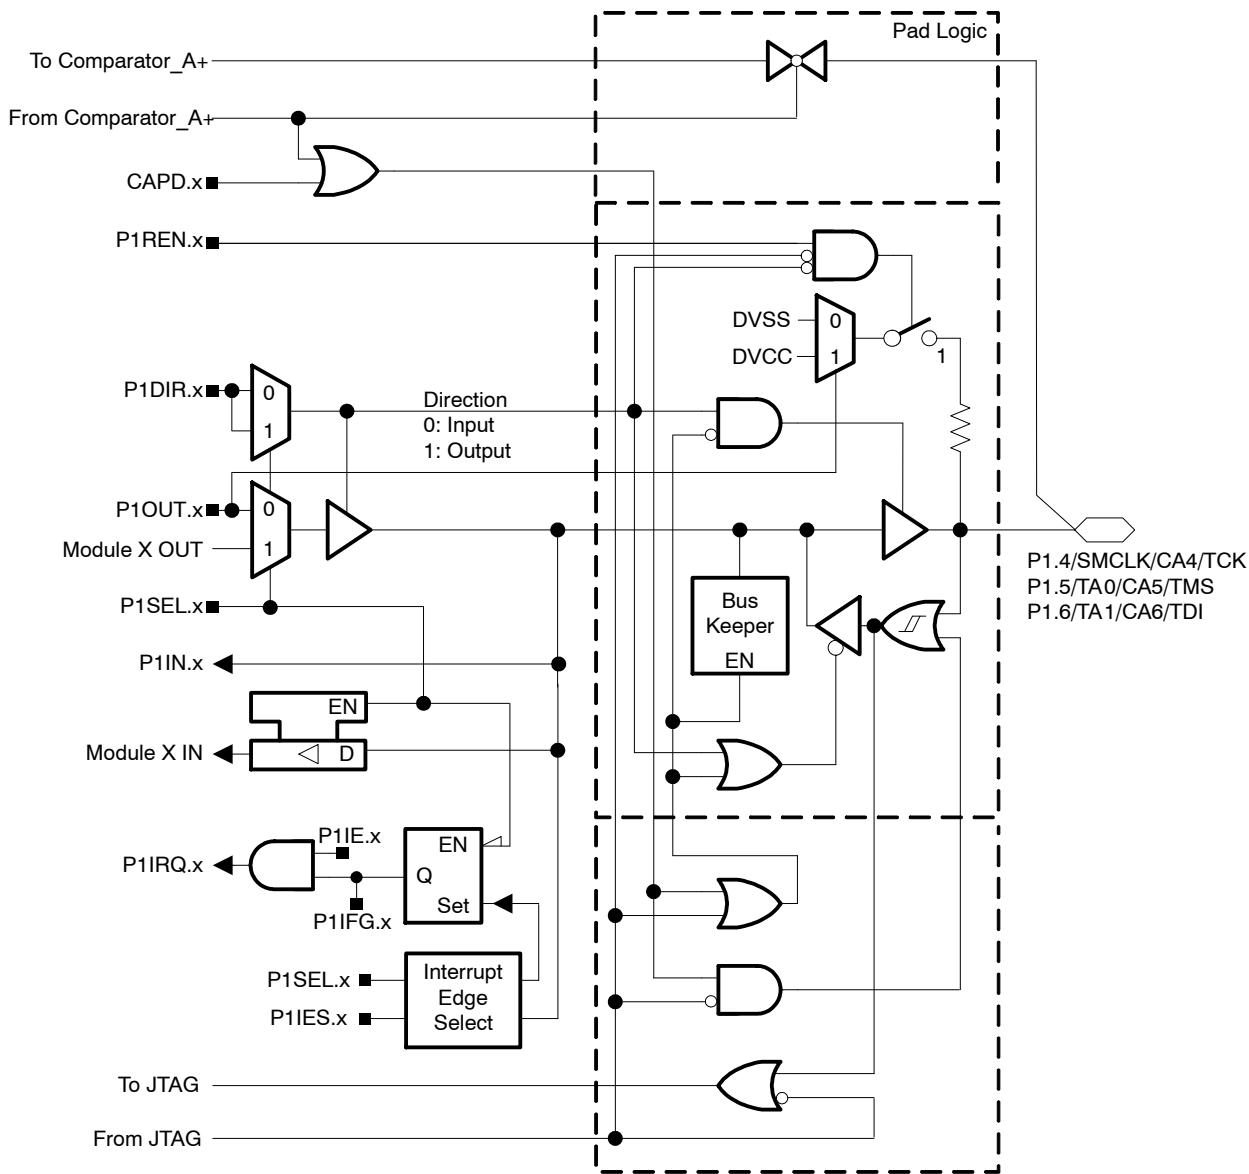 Pad Logic
To Comparator_A+
From Comparator_A+
CAPD.x
P1REN.x
DVSS
0
DVCC
1
1
P1DIR.x
0
1
Direction
0: Input
1: Output
P1OUT.x
0
Module X OUT
1
P1SEL.x
P1.4/SMCLK/CA4/TCK
P1.5/TA0/CA5/TMS
P1.6/TA1/CA6/TDI
Bus
Keeper
EN
P1IN.x
EN
Module X IN
D
P1IE.x
P1IRQ.x
EN
Q
Set
P1IFG.x
P1SEL.x
P1IES.x
Interrupt
Edge
Select
To JTAG
From JTAG